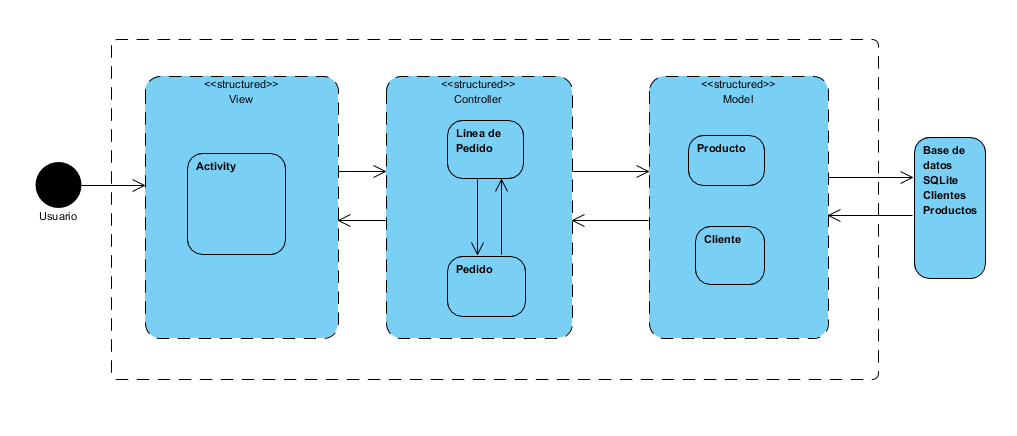 Usuario
<<structured>>
View
Activity
<<structured>>
Controller
Linea de
Pedido
Pedido
<<structured>>
Model
Producto
Cliente
Base de
datos
SQLite
Clientes
Productos